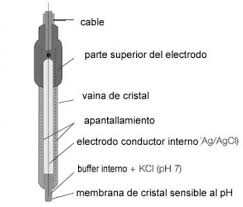 cable
parte superior del electrodo
vaina de cristal
apantallamiento
electrodo conductor interno (Ag/AgCl)
buffer interno + KCl (pH 7)
membrana de cristal sensible al pH